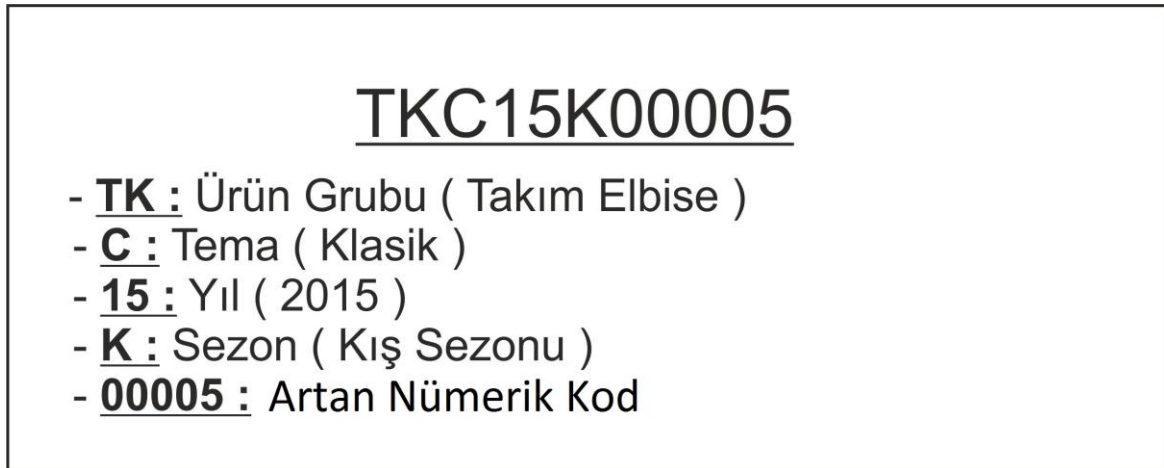 TKC15K00005
- TK : Ürün Grubu ( Takım Elbise )
- C : Tema ( Klasik )
- 15 : Yıl ( 2015 )
- K : Sezon ( Kış Sezonu )
- 00005 : Artan Nümerik Kod